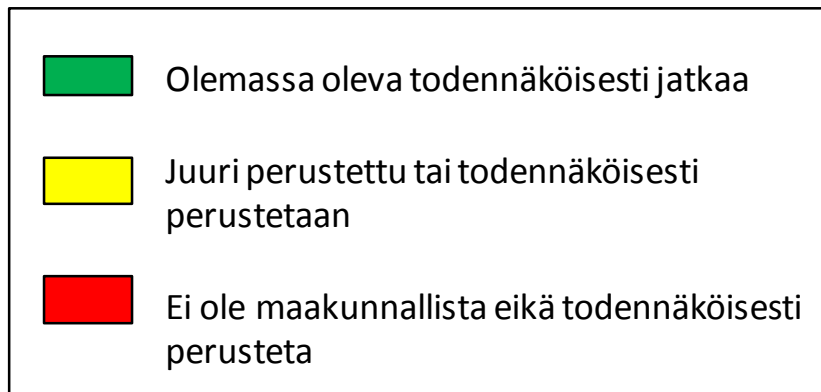 Olemassa oleva todennäköisesti jatkaa
Juuri perustettu tai todennäköisesti
perustetaan
Ei ole maakunnallista eikä todennäköisesti
perusteta